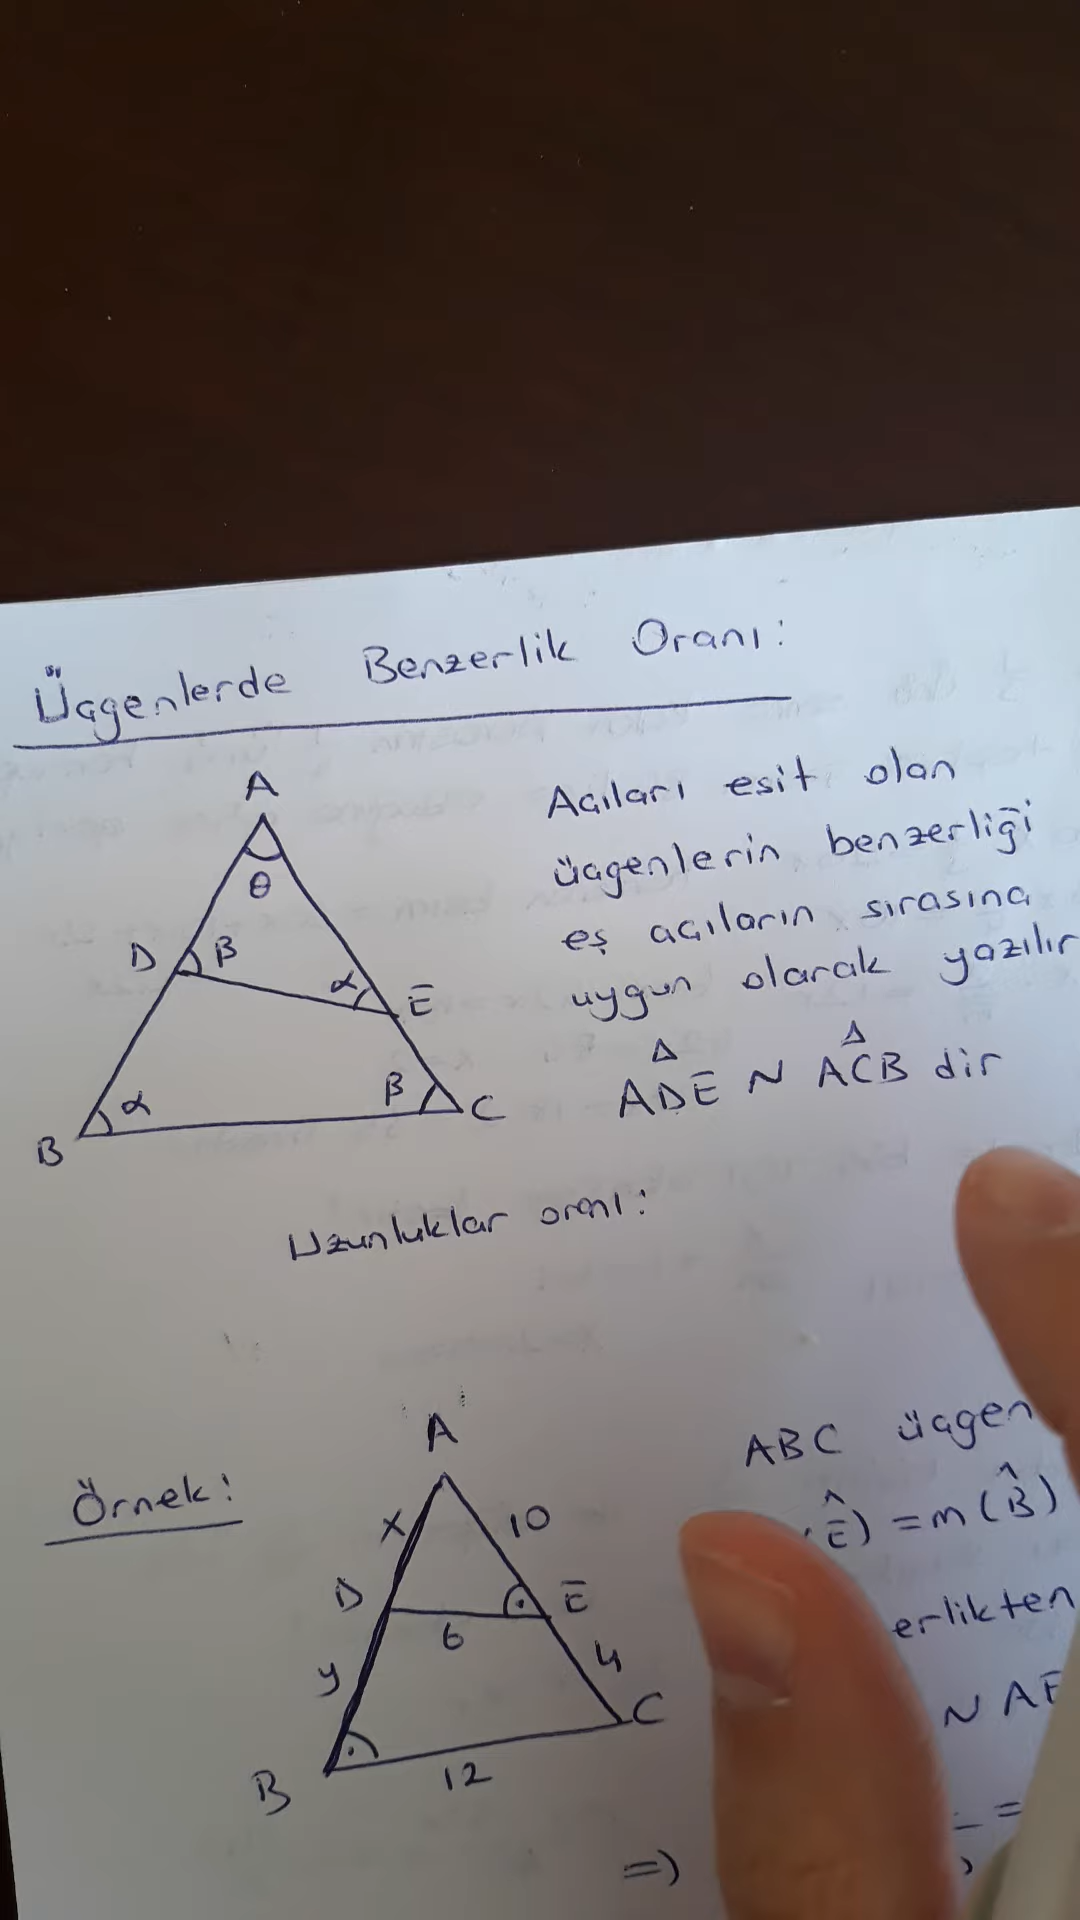 Üçgenlerde Benzerlik Oranı:
A
θ
D β
α E
α
β
B
C
Açıları esit olan
üçgenlerin benzerliği
eş açıların sırasına
uygun olarak yazılır
ADE ~ ACB dir
Uzunluklar oranı:
Örnek:
A
x
10
D
E
6
y
4
B
C
12
ABC üçgen
Ê) = m(B̂)
erlikten
~ AE
=
=>